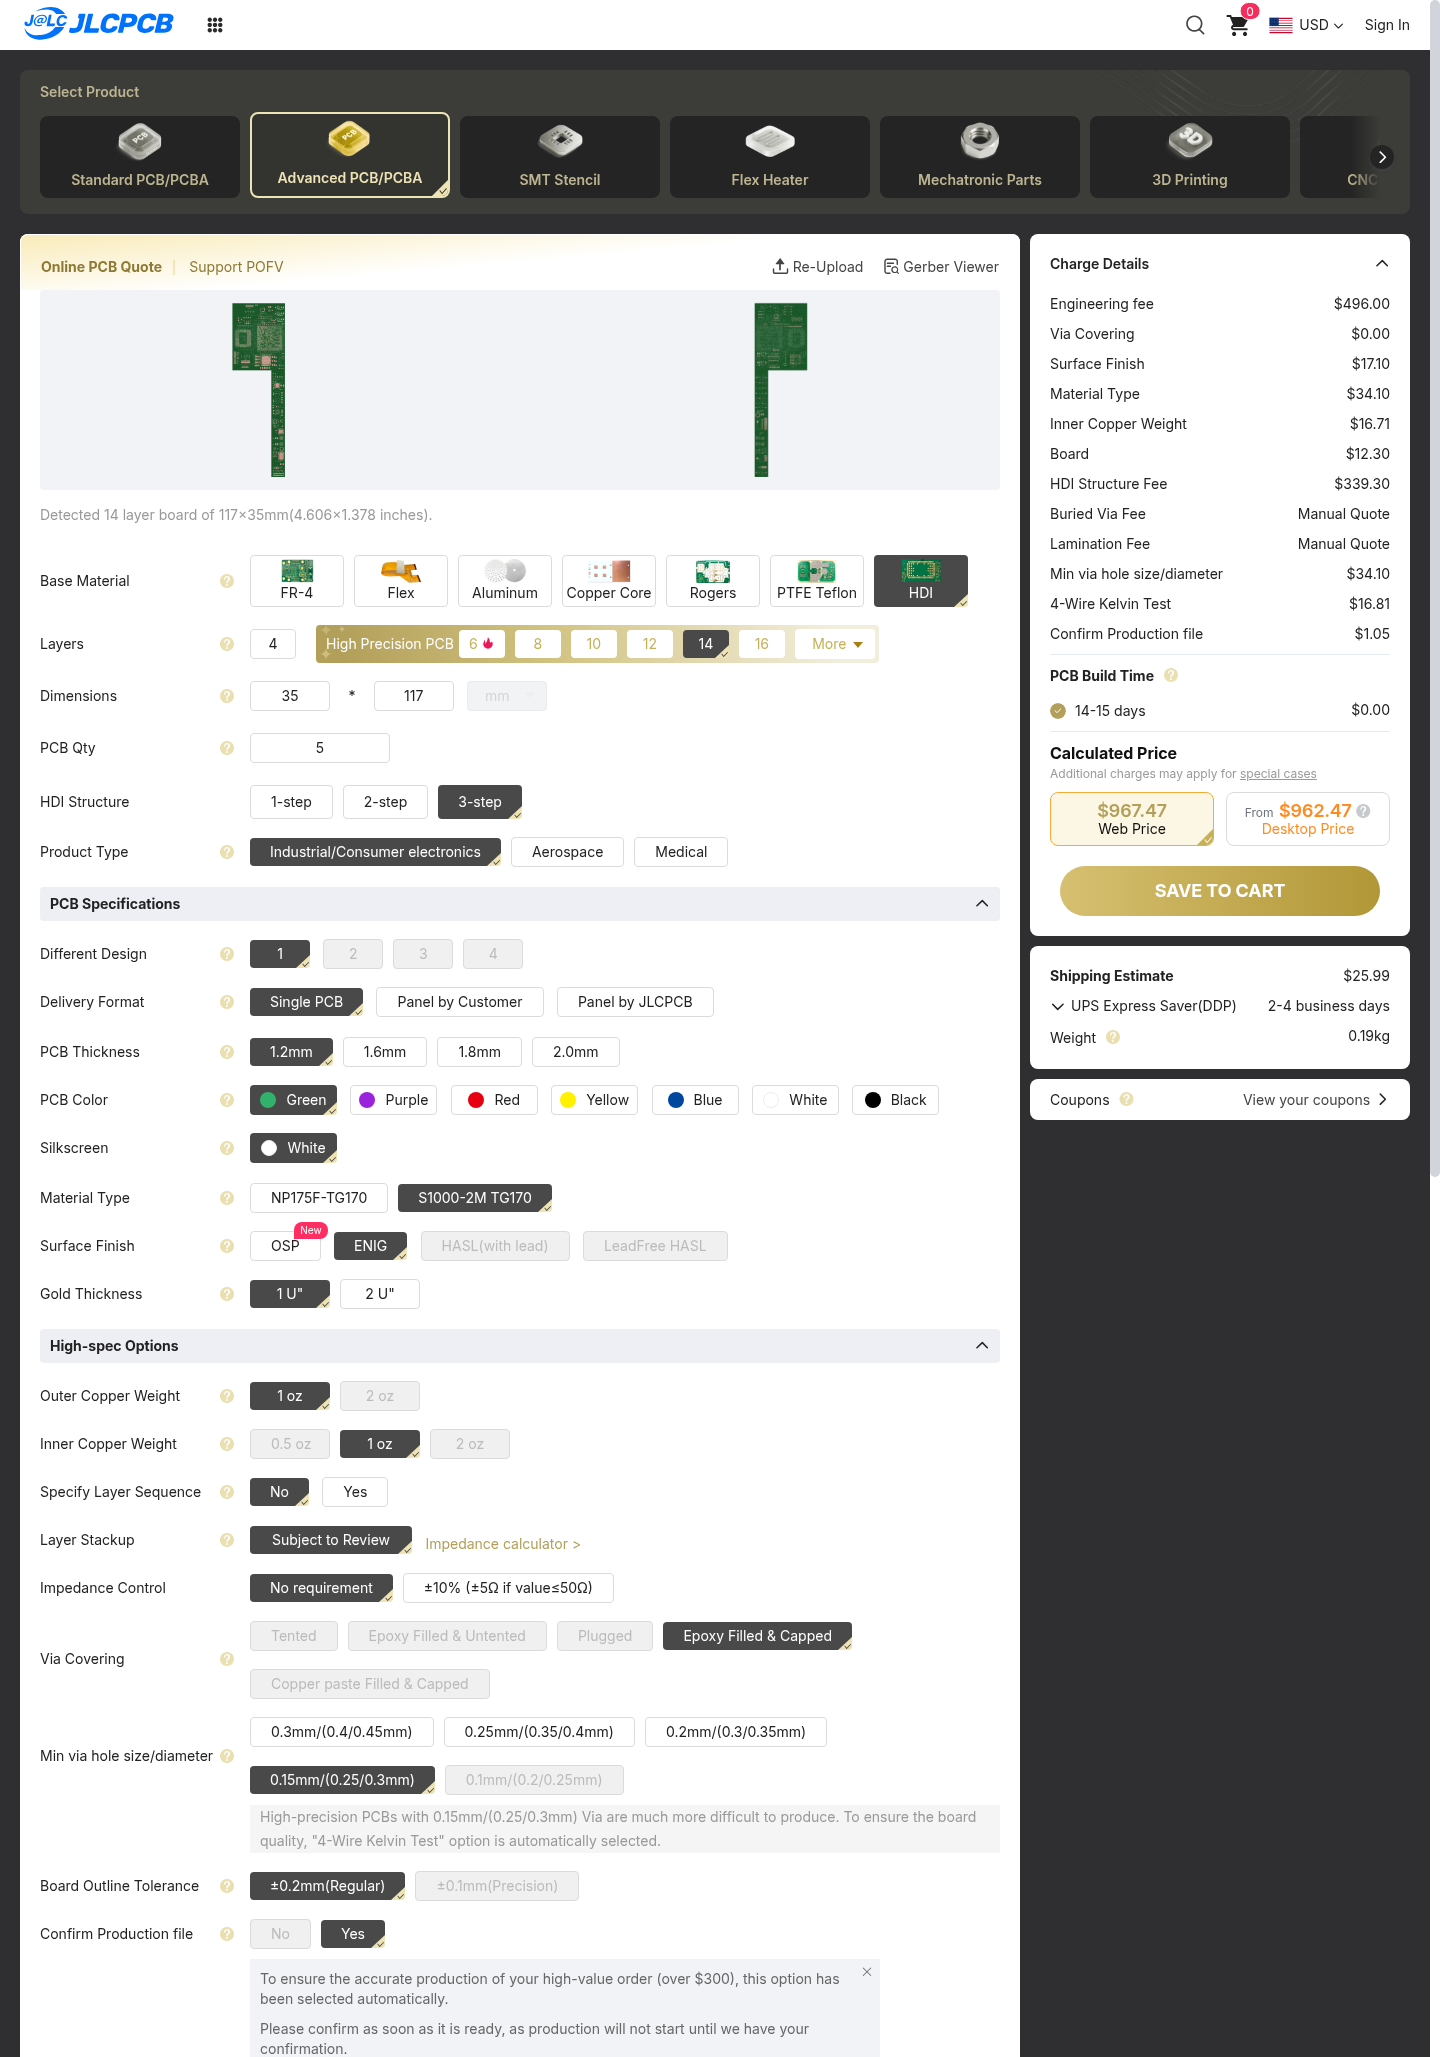 J@LC JLCPCB
0
USD
Sign In
Select Product
PCB
PCB
3D
Standard PCB/PCBA
Advanced PCB/PCBA
SMT Stencil
Flex Heater
Mechatronic Parts
3D Printing
CNC
Online PCB Quote
Support POFV
Re-Upload
Gerber Viewer
Detected 14 layer board of 117×35mm(4.606×1.378 inches).
Base Material ?
FR-4
Flex
Aluminum
Copper Core
Rogers
PTFE Teflon
HDI
Layers ? 4 High Precision PCB 6 8 10 12 14 16 More
Dimensions ? 35 * 117 mm
PCB Qty ? 5
HDI Structure 1-step 2-step 3-step
Product Type ? Industrial/Consumer electronics Aerospace Medical
PCB Specifications
Different Design ? 1 2 3 4
Delivery Format ? Single PCB Panel by Customer Panel by JLCPCB
PCB Thickness ? 1.2mm 1.6mm 1.8mm 2.0mm
PCB Color ? Green Purple Red Yellow Blue White Black
Silkscreen ? White
Material Type ? NP175F-TG170 S1000-2M TG170
New
Surface Finish ? OSP ENIG HASL(with lead) LeadFree HASL
Gold Thickness ? 1 U" 2 U"
High-spec Options
Outer Copper Weight ? 1 oz 2 oz
Inner Copper Weight ? 0.5 oz 1 oz 2 oz
Specify Layer Sequence ? No Yes
Layer Stackup ? Subject to Review Impedance calculator >
Impedance Control No requirement ±10% (±5Ω if value≤50Ω)
Tented Epoxy Filled & Untented Plugged Epoxy Filled & Capped
Via Covering ?
Copper paste Filled & Capped
0.3mm/(0.4/0.45mm) 0.25mm/(0.35/0.4mm) 0.2mm/(0.3/0.35mm)
Min via hole size/diameter ?
0.15mm/(0.25/0.3mm) 0.1mm/(0.2/0.25mm)
High-precision PCBs with 0.15mm/(0.25/0.3mm) Via are much more difficult to produce. To ensure the board
quality, "4-Wire Kelvin Test" option is automatically selected.
Board Outline Tolerance ? ±0.2mm(Regular) ±0.1mm(Precision)
Confirm Production file ? No Yes
To ensure the accurate production of your high-value order (over $300), this option has
been selected automatically.
Please confirm as soon as it is ready, as production will not start until we have your
confirmation.
Charge Details
Engineering fee $496.00
Via Covering $0.00
Surface Finish $17.10
Material Type $34.10
Inner Copper Weight $16.71
Board $12.30
HDI Structure Fee $339.30
Buried Via Fee Manual Quote
Lamination Fee Manual Quote
Min via hole size/diameter $34.10
4-Wire Kelvin Test $16.81
Confirm Production file $1.05
PCB Build Time ?
14-15 days $0.00
Calculated Price
Additional charges may apply for special cases
$967.47
Web Price
From $962.47 ?
Desktop Price
SAVE TO CART
Shipping Estimate $25.99
UPS Express Saver(DDP) 2-4 business days
Weight ? 0.19kg
Coupons ? View your coupons